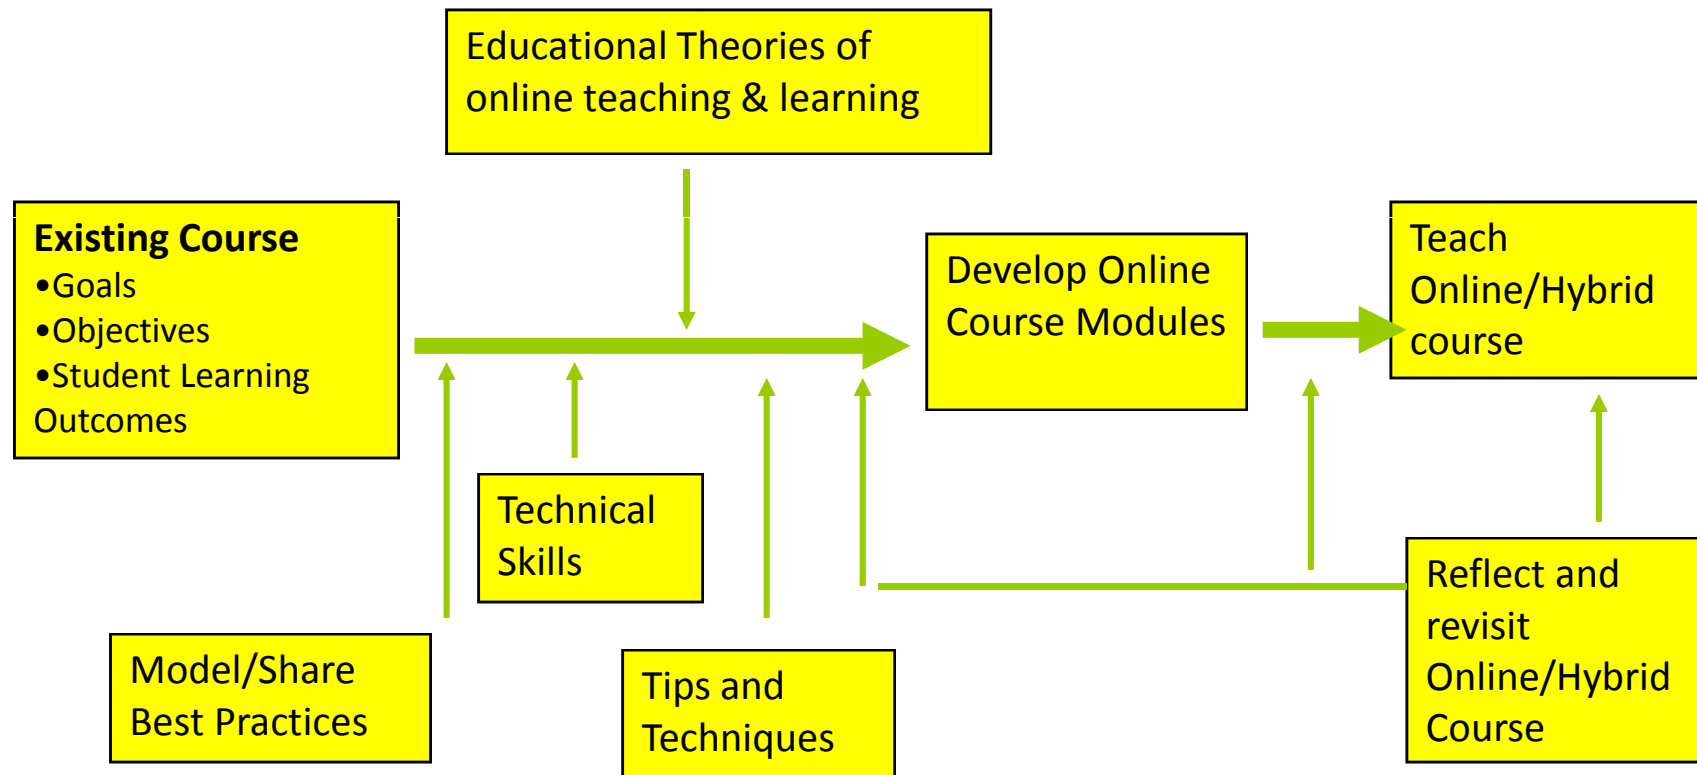 Educational Theories of
online teaching & learning
Existing Course
•Goals
•Objectives
•Student Learning
Outcomes
Develop Online
Course Modules
Teach
Online/Hybrid
course
Technical
Skills
Model/Share
Best Practices
Tips and
Techniques
Reflect and
revisit
Online/Hybrid
Course